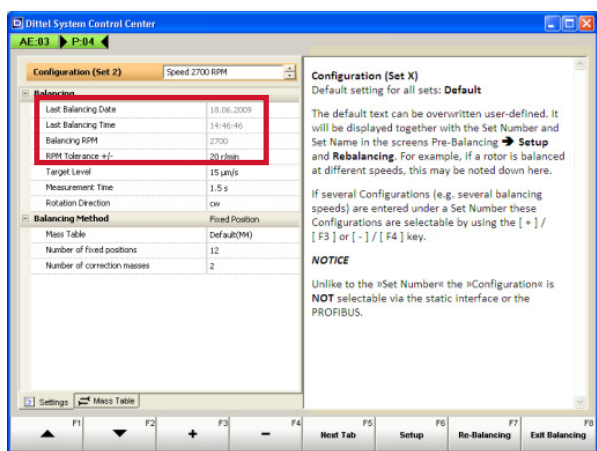 Dittel System Control Center
AE:03 P:04
Configuration (Set 2) Speed 2700 RPM
Balancing
Last Balancing Date 18.06.2009
Last Balancing Time 14:46:46
Balancing RPM 2700
RPM Tolerance +/- 20 r/min
Target Level 15 µm/s
Measurement Time 1.5 s
Rotation Direction cw
Balancing Method Fixed Position
Mass Table Default(M4)
Number of fixed positions 12
Number of correction masses 2
Settings Mass Table
Configuration (Set X)
Default setting for all sets: Default
The default text can be overwritten user-defined. It
will be displayed together with the Set Number and
Set Name in the screens Pre-Balancing ➔ Setup
and Rebalancing. For example, if a rotor is balanced
at different speeds, this may be noted down here.
If several Configurations (e.g. several balancing
speeds) are entered under a Set Number these
Configurations are selectable by using the [ + ] /
[ F3 ] or [ - ] / [ F4 ] key.
NOTICE
Unlike to the »Set Number« the »Configuration« is
NOT selectable via the static interface or the
PROFIBUS.
F1 F2 F3 F4 F5 F6 F7 F8
+ - Next Tab Setup Re-Balancing Exit Balancing